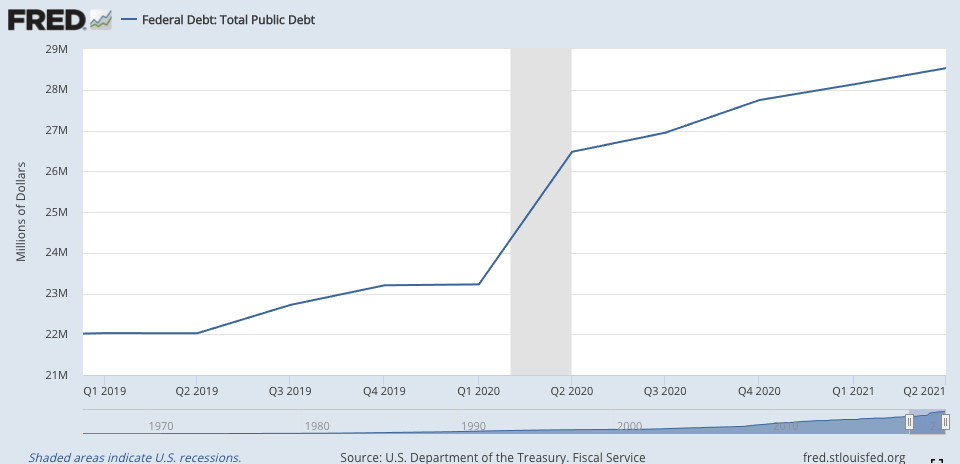 FRED
Federal Debt: Total Public Debt
29M
28M
27M
26M
25M
24M
23M
22M
21M
Millions of Dollars
Q1 2019 Q2 2019 Q3 2019 Q4 2019 Q1 2020 Q2 2020 Q3 2020 Q4 2020 Q1 2021 Q2 2021
1970 1980 1990 2000 2010
Shaded areas indicate U.S. recessions. Source: U.S. Department of the Treasury. Fiscal Service fred.stlouisfed.org